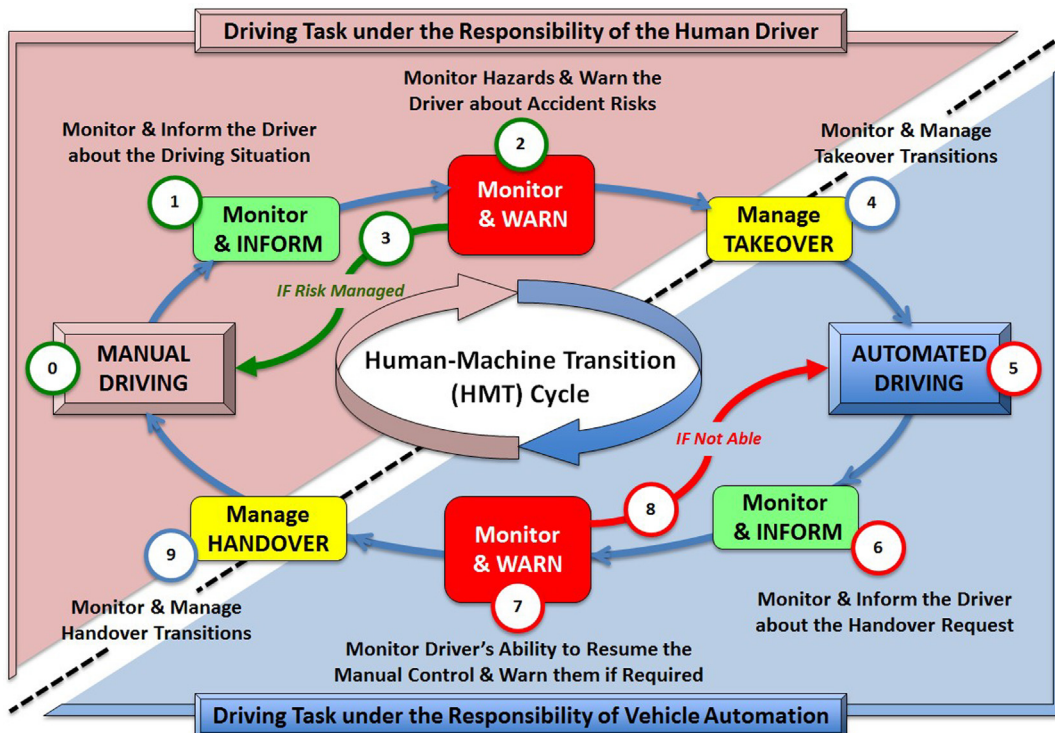 Driving Task under the Responsibility of the Human Driver
Monitor Hazards & Warn the
Driver about Accident Risks
Monitor & Inform the Driver
about the Driving Situation
Monitor & Manage
Takeover Transitions
2
1
Monitor
& INFORM
Monitor
& WARN
Manage
TAKEOVER
4
3
IF Risk Managed
0
MANUAL
DRIVING
Human-Machine Transition
(HMT) Cycle
AUTOMATED
DRIVING
5
IF Not Able
Manage
HANDOVER
9
Monitor
& WARN
8
7
Monitor
& INFORM
6
Monitor & Manage
Handover Transitions
Monitor & Inform the Driver
about the Handover Request
Monitor Driver's Ability to Resume the
Manual Control & Warn them if Required
Driving Task under the Responsibility of Vehicle Automation